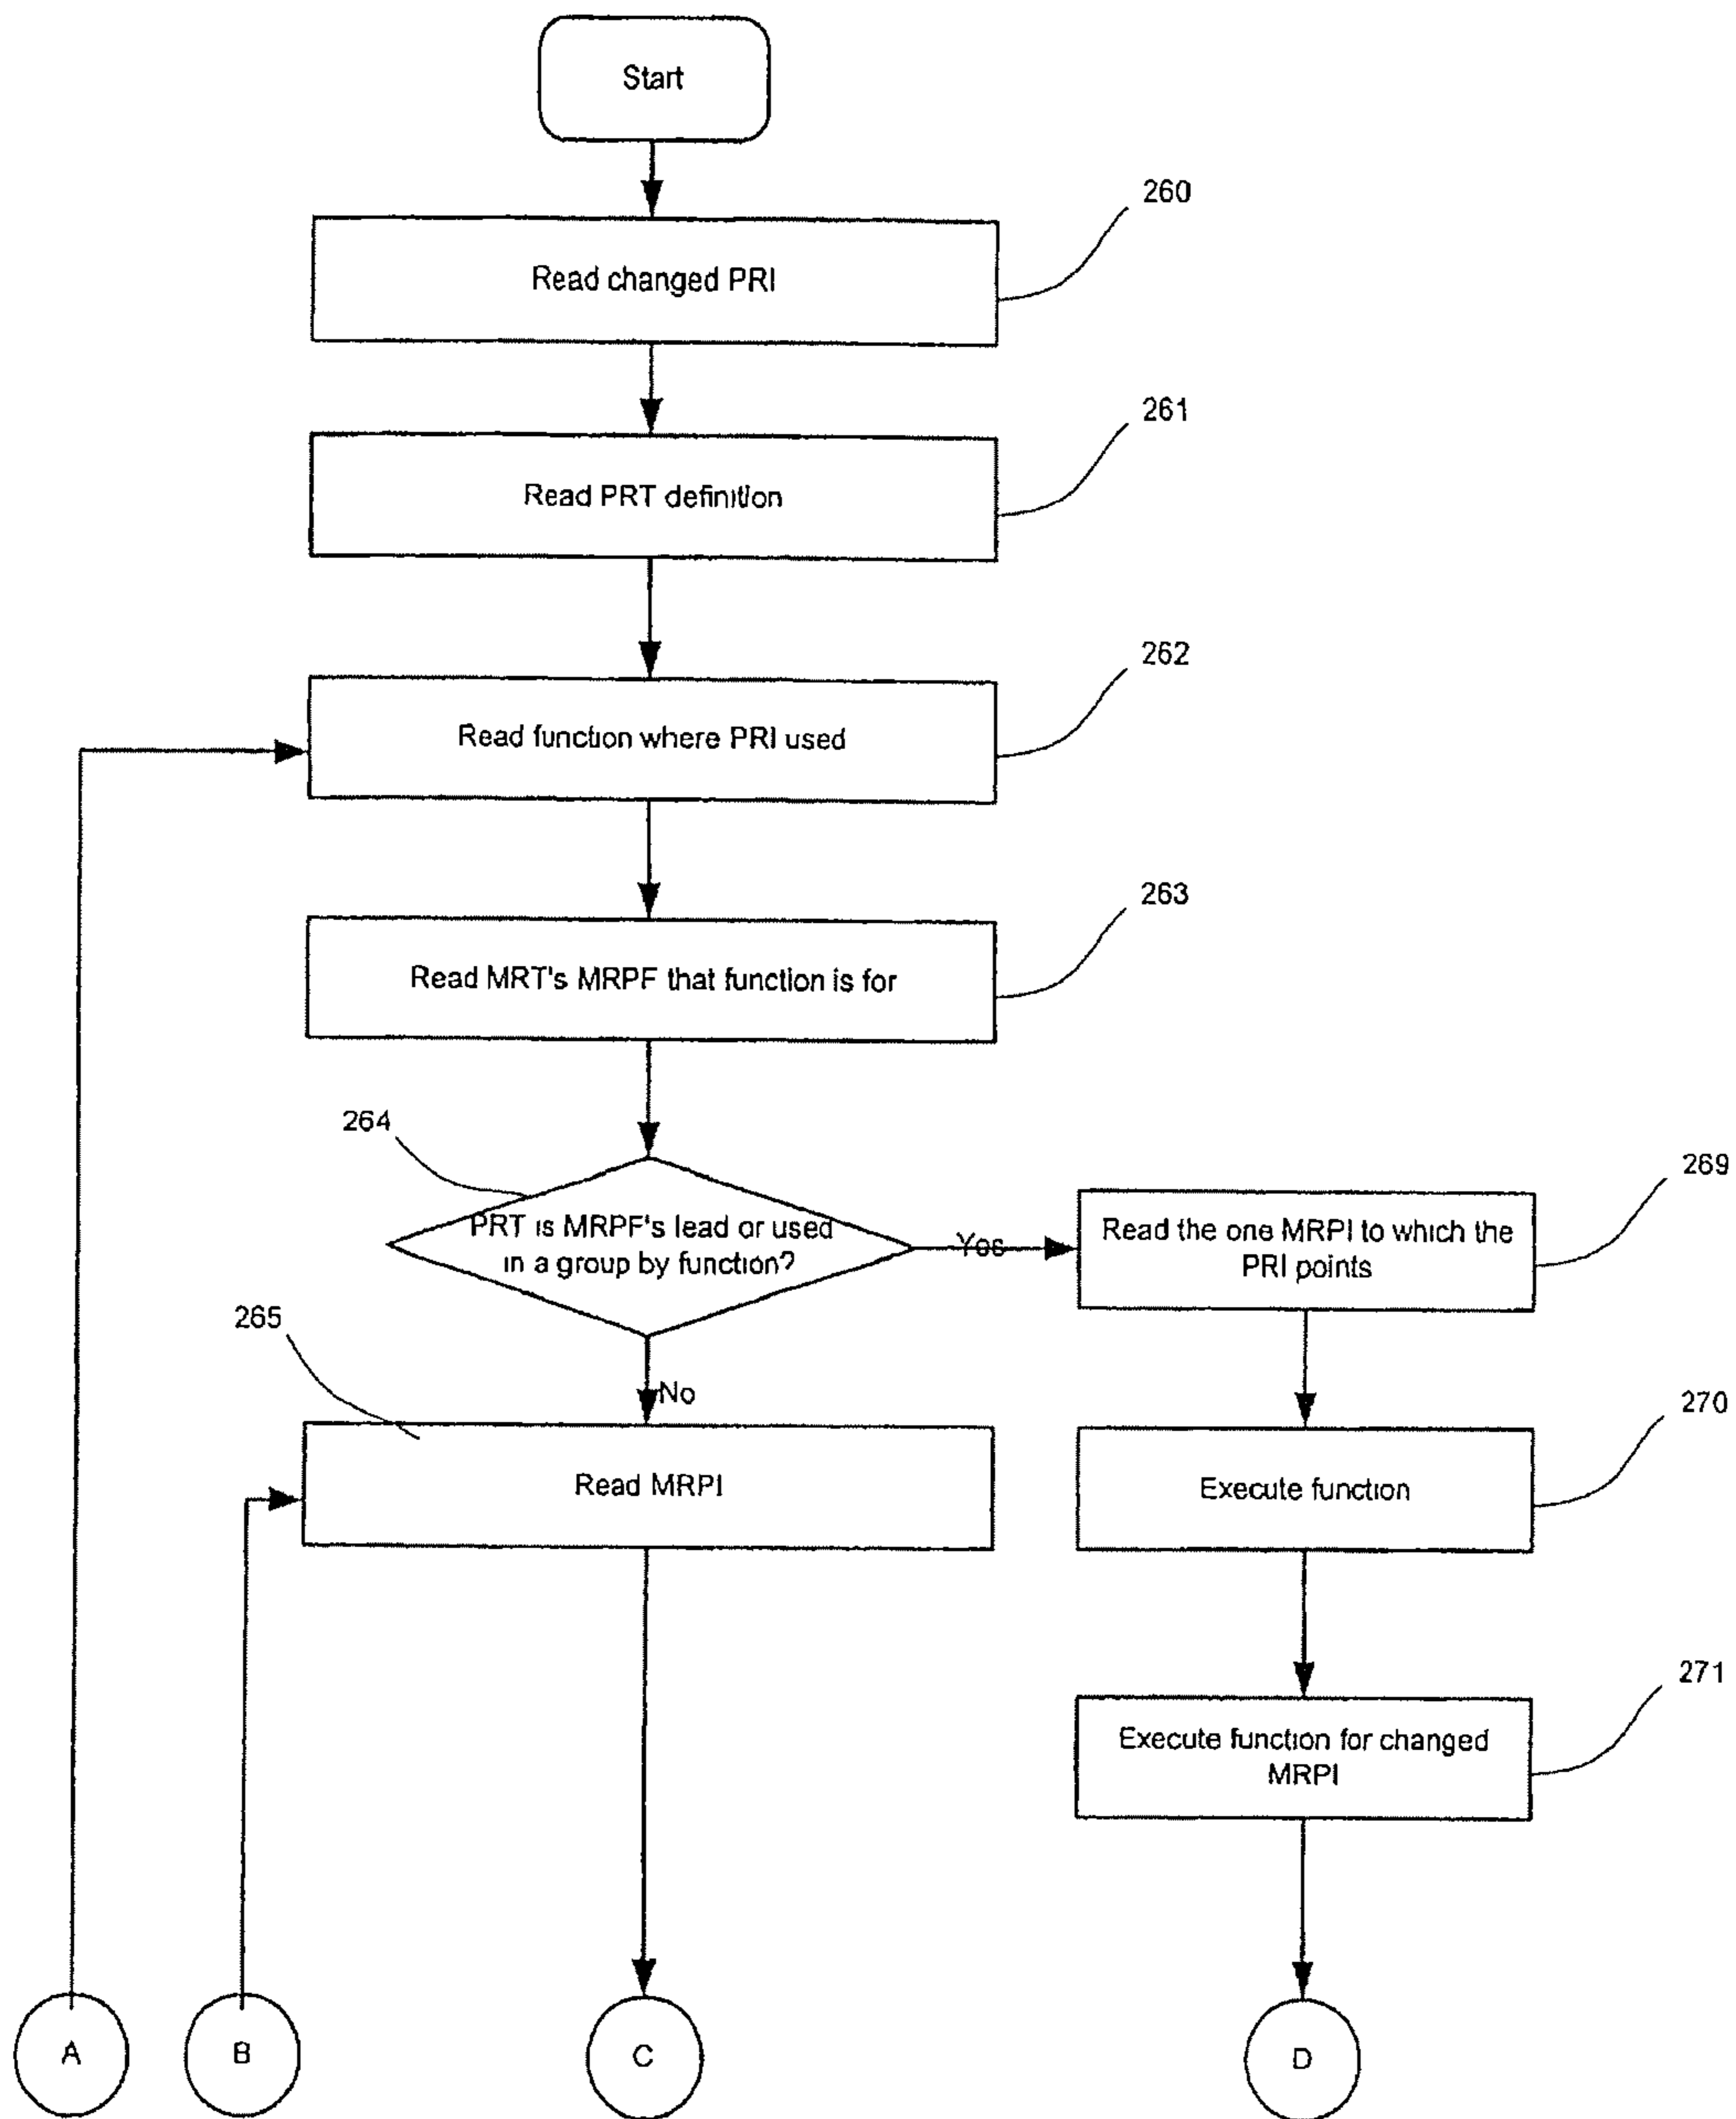 Start
260
Read changed PRI
261
Read PRT definition
262
Read function where PRI used
263
Read MRT's MRPF that function is for
264
PRT is MRPF's lead or used
in a group by function?
Yes
269
Read the one MRPI to which the
PRI points
265
No
Read MRPI
270
Execute function
271
Execute function for changed
MRPI
A
B
C
D